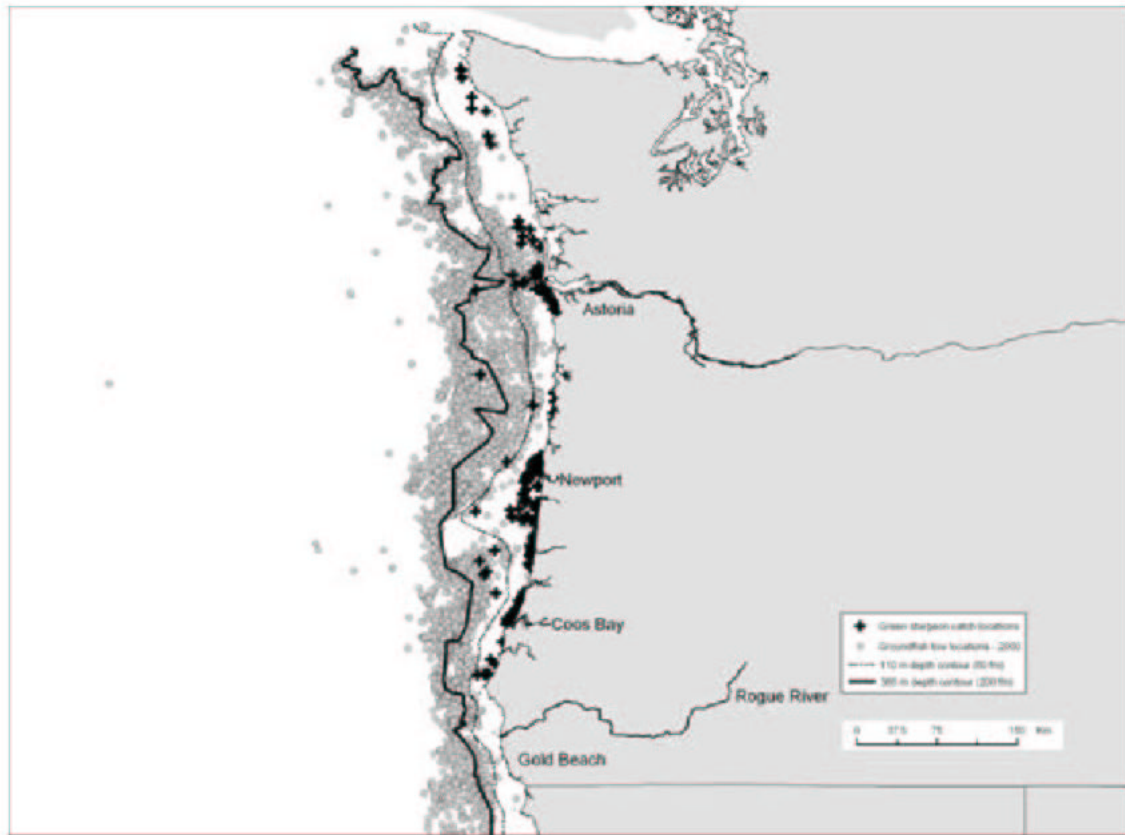 Astoria
Newport
Coos Bay
Rogue River
Gold Beach
Green sturgeon catch locations
Groundfish tow locations - 2000
110 m depth contour (60 fm)
depth contour (200 fm)
0 37.5 75 150 Km